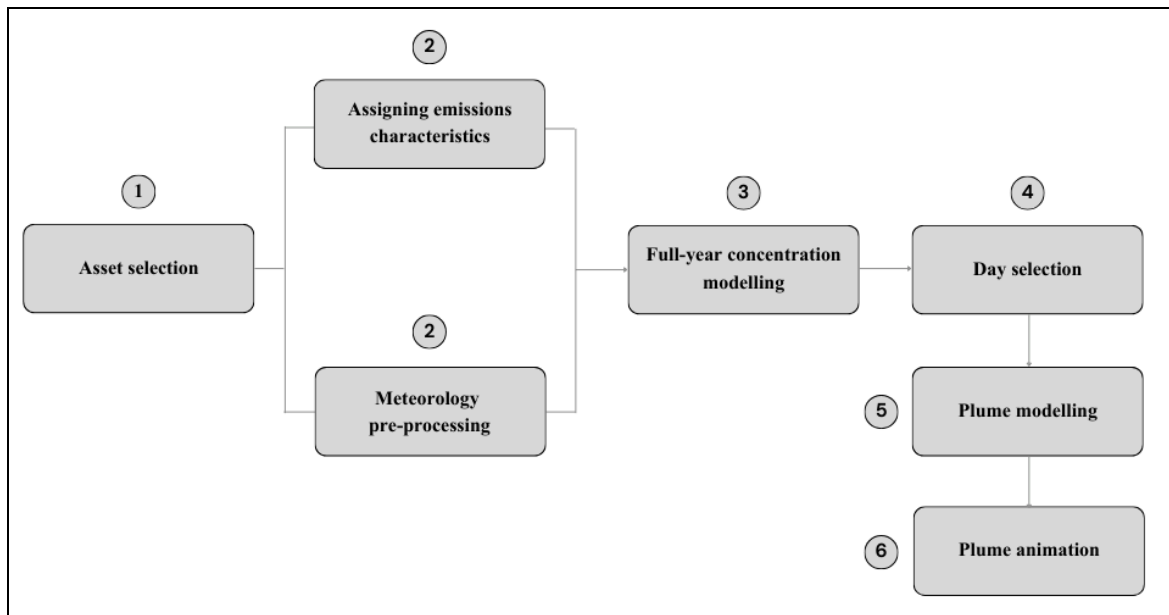 2
Assigning emissions
characteristics
1
Asset selection
2
Meteorology
pre-processing
3
Full-year concentration
modelling
4
Day selection
5
Plume modelling
6
Plume animation